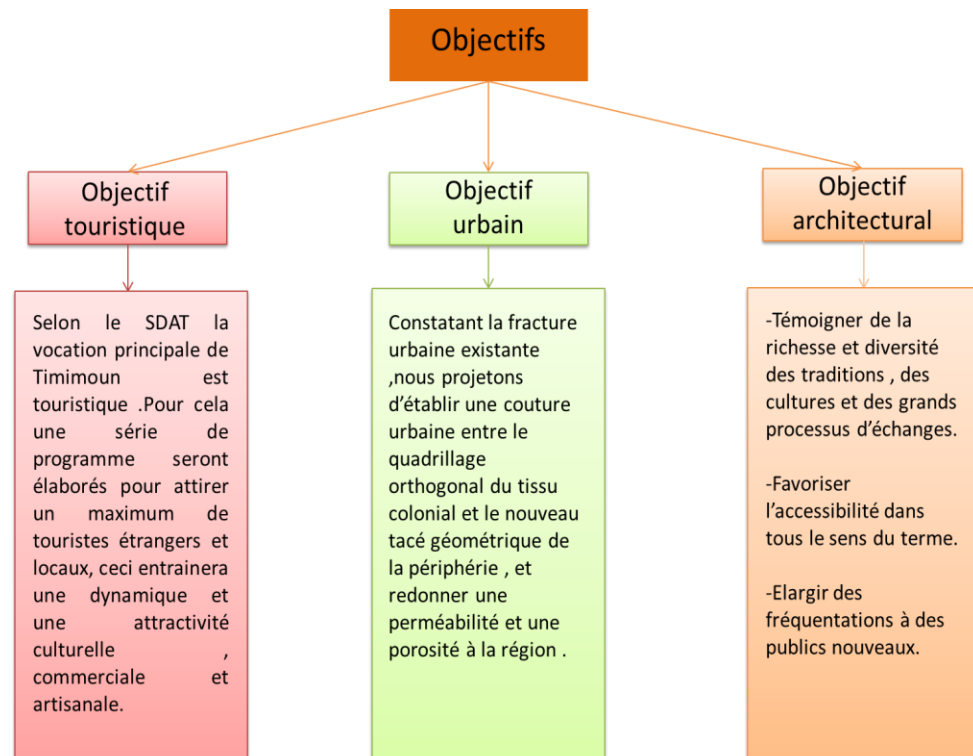 Objectifs
Objectif
touristique
Selon le SDAT la
vocation principale de
Timimoun est
touristique .Pour cela
une série de
programme seront
élaborés pour attirer
un maximum de
touristes étrangers et
locaux, ceci entrainera
une dynamique et
une attractivité
culturelle ,
commerciale et
artisanale.
Objectif
urbain
Constatant la fracture
urbaine existante
,nous projetons
d'établir une couture
urbaine entre le
quadrillage
orthogonal du tissu
colonial et le nouveau
tacé géométrique de
la périphérie , et
redonner une
perméabilité et une
porosité à la région .
Objectif
architectural
-Témoigner de la
richesse et diversité
des traditions , des
cultures et des grands
processus d'échanges.
-Favoriser
l'accessibilité dans
tous le sens du terme.
-Elargir des
fréquentations à des
publics nouveaux.